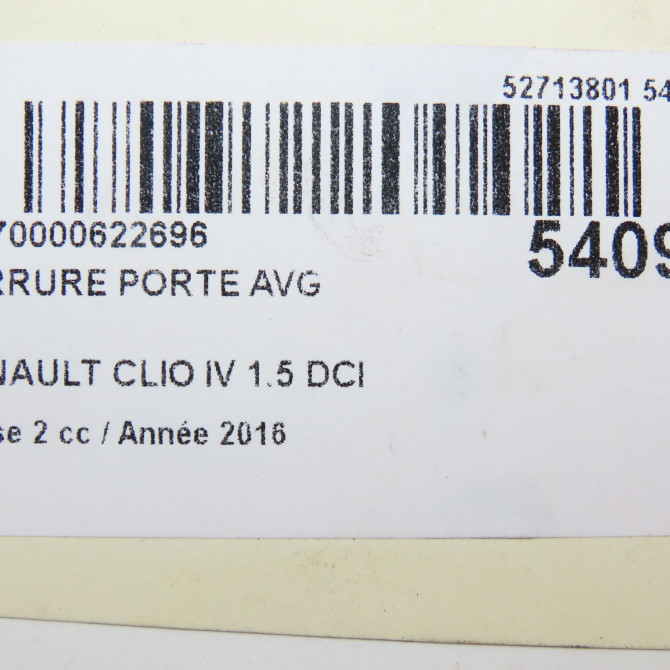 52713801 54
70000622696
5409
RRURE PORTE AVG
NAULT CLIO IV 1.5 DCI
se 2 cc / Année 2016